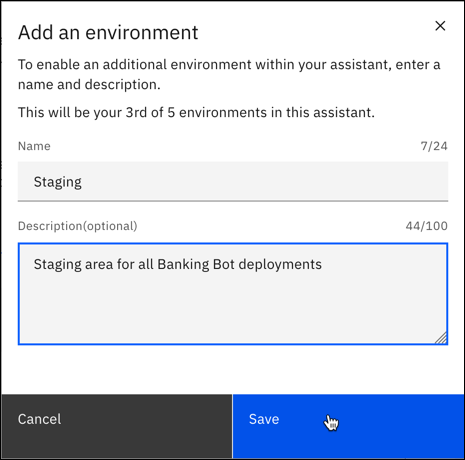 Add an environment
To enable an additional environment within your assistant, enter a
name and description.
This will be your 3rd of 5 environments in this assistant.
Name 7/24
Staging
Description(optional) 44/100
Staging area for all Banking Bot deployments
Cancel Save